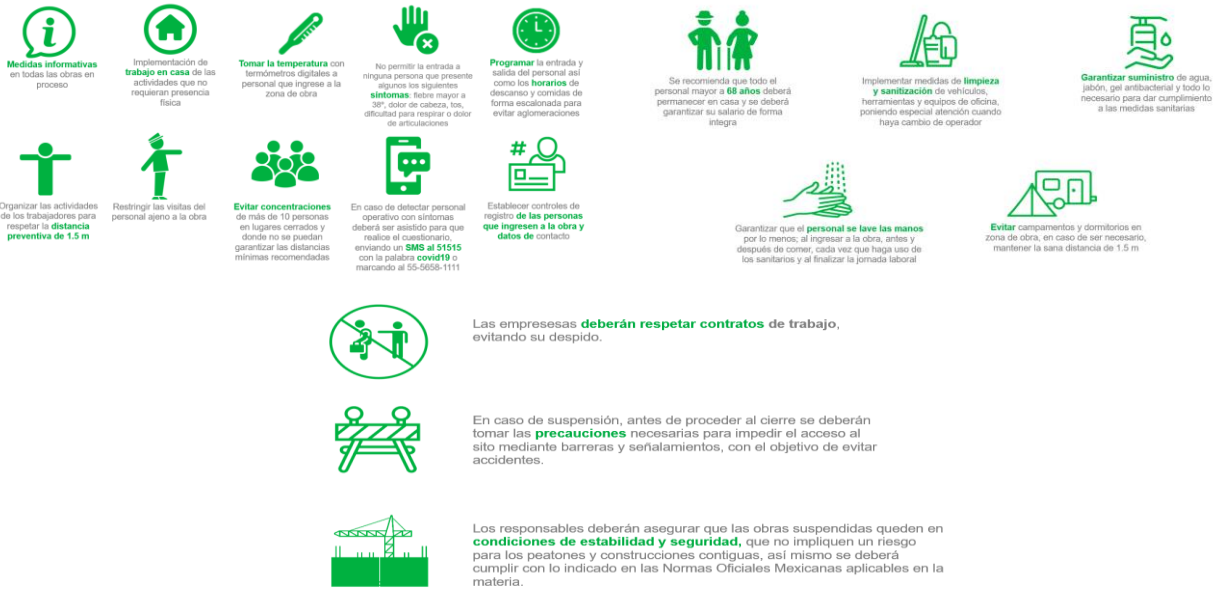 Medidas informativas
en todas las obras en
proceso
Implementación de
trabajo en casa de las
actividades que no
requieran presencia
física
Tomar la temperatura con
termómetros digitales a
personal que ingrese a la
zona de obra
No permitir la entrada a
ninguna persona que presente
algunos los siguientes
síntomas: fiebre mayor a
38º, dolor de cabeza, tos,
dificultad para respirar o dolor
de articulaciones
Programar la entrada y
salida del personal así
como los horarios de
descanso y comidas de
forma escalonada para
evitar aglomeraciones
Se recomienda que todo el
personal mayor a 68 años deberá
permanecer en casa y se deberá
garantizar su salario de forma
integra
Implementar medidas de limpieza
y sanitización de vehículos,
herramientas y equipos de oficina,
poniendo especial atención cuando
haya cambio de operador
Garantizar suministro de agua,
jabón, gel antibacterial y todo lo
necesario para dar cumplimiento
a las medidas sanitarias
Organizar las actividades
de los trabajadores para
respetar la distancia
preventiva de 1.5 m
Restringir las visitas del
personal ajeno a la obra
Evitar concentraciones
de más de 10 personas
en lugares cerrados y
donde no se puedan
garantizar las distancias
mínimas recomendadas
En caso de detectar personal
operativo con síntomas
deberá ser asistido para que
realice el cuestionario,
enviando un SMS al 51515
con la palabra covid19 o
marcando al 55-5658-1111
#
Establecer controles de
registro de las personas
que ingresen a la obra y
datos de contacto
Garantizar que el personal se lave las manos
por lo menos; al ingresar a la obra, antes y
después de comer, cada vez que haga uso de
los sanitarios y al finalizar la jornada laboral
Evitar campamentos y dormitorios en
zona de obra, en caso de ser necesario,
mantener la sana distancia de 1.5 m
Las empresesas deberán respetar contratos de trabajo,
evitando su despido.
En caso de suspensión, antes de proceder al cierre se deberán
tomar las precauciones necesarias para impedir el acceso al
sito mediante barreras y señalamientos, con el objetivo de evitar
accidentes.
Los responsables deberán asegurar que las obras suspendidas queden en
condiciones de estabilidad y seguridad, que no impliquen un riesgo
para los peatones y construcciones contiguas, así mismo se deberá
cumplir con lo indicado en las Normas Oficiales Mexicanas aplicables en la
materia.